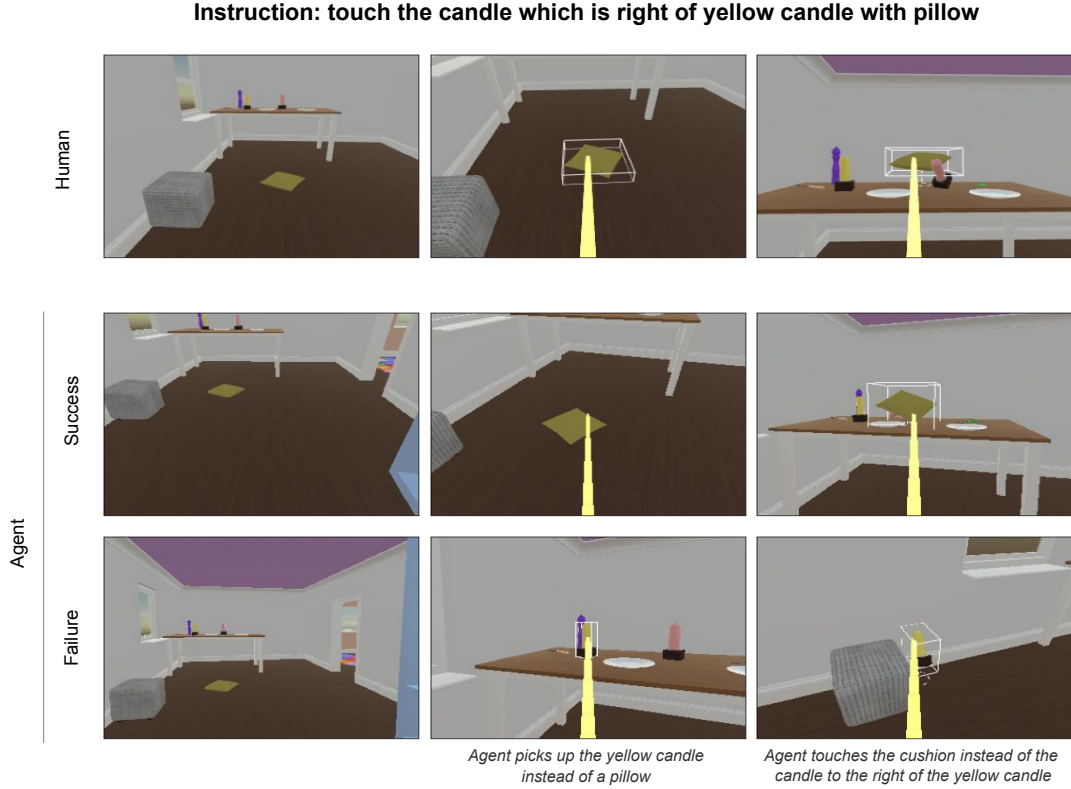 Instruction: touch the candle which is right of yellow candle with pillow
Human
Agent
Success
Failure
Agent picks up the yellow candle
instead of a pillow
Agent touches the cushion instead of the
candle to the right of the yellow candle